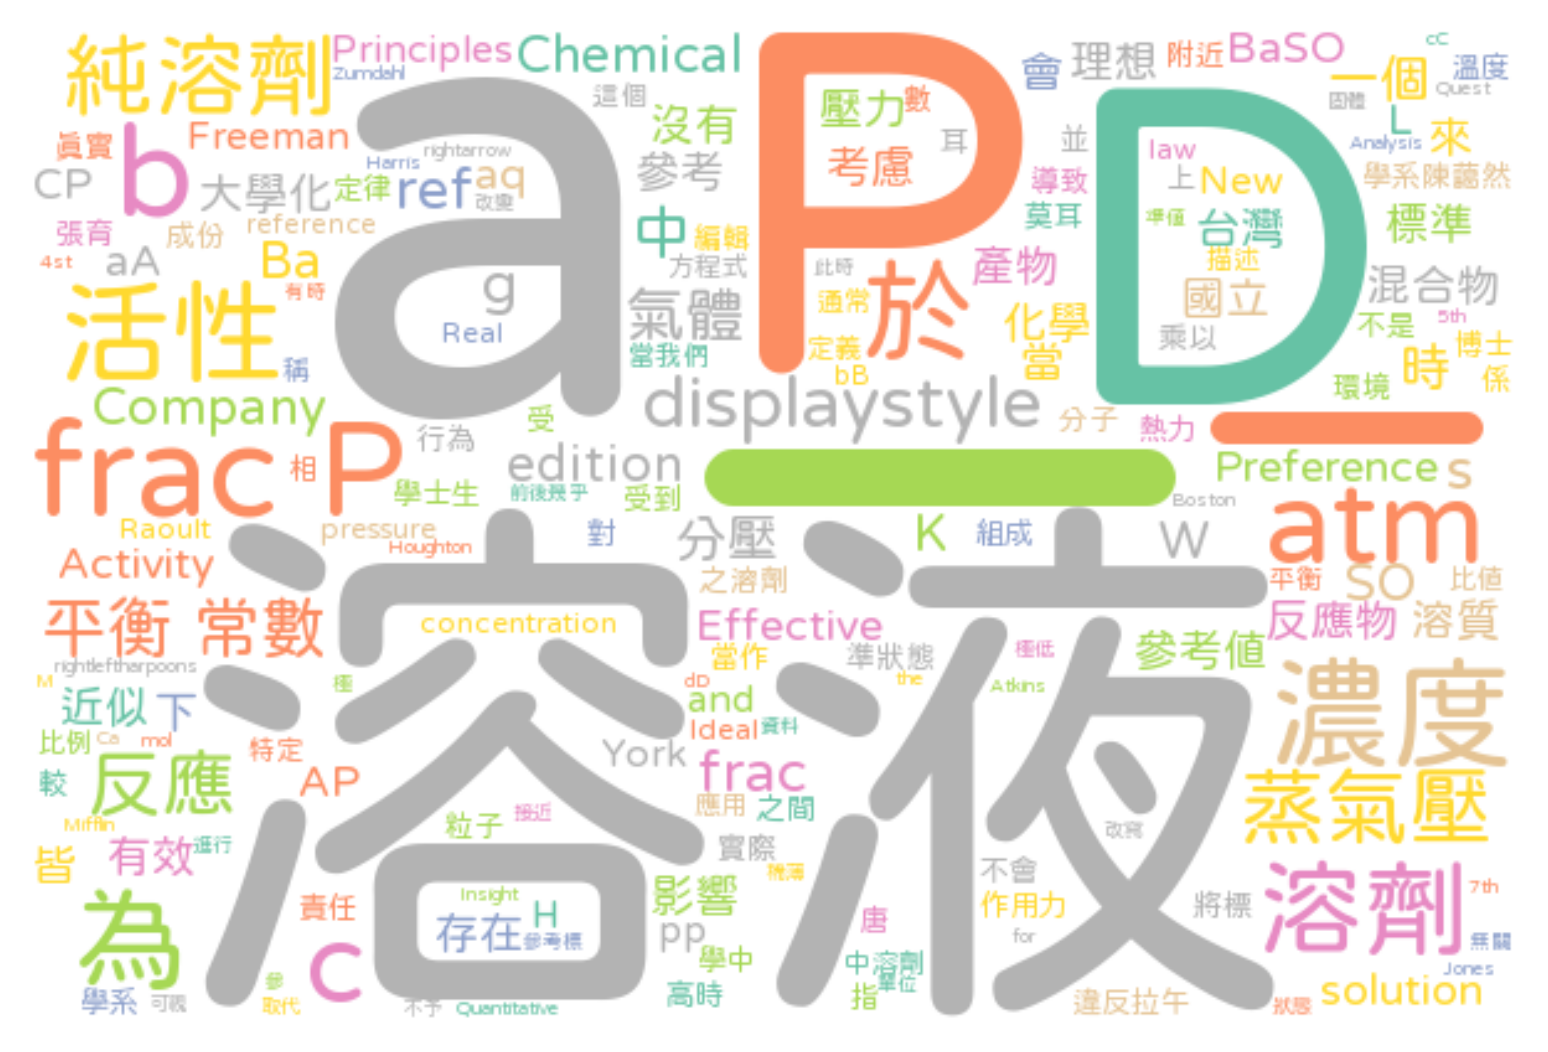 純溶劑 Principles Chemical
Zumdahl
a P D
這個 沒有 壓力 數 會 理想 附近 BaSO cC 溫度
一個 Quest 固體
眞實 b Freeman rightarrow Harris aq 參考 考慮 耳 並 law L Analysis 來
CP 大學化 定律 ref 改變 導致 上 New 學系陳藹然
張育 成份 reference 中 編輯 莫耳 準值 台灣 標準
4st aA Ba 方程式 此時 產物 描述 混合物
活性 有時 g 氣體 通常 於 國立 5th
Real 化學 乘以 不是 博士
稱 當我們 定義 當 時 係
bB 環境
Company 受 displaystyle 分子 熱力
frac P 行為 edition Preference s
相 學士生 前後幾乎 受到 Boston atm
Raoult pressure 對 分壓 K 組成 W
Houghton
Activity 之溶劑 平衡 SO 比值
溶液
平衡 常數 concentration Effective 反應物 溶質
rightleftharpoons 當作 準狀態 極低 參考值
M 極 dD the Atkins
近似 下 and 濃度
比例 Ca mol 特定 Ideal 資料
York
較 反應 AP frac 蒸氣壓
應用 之間
Mifflin 粒子 接近 改寫
皆 有效 進行 實際 不會
稀薄
Insight 影響 作用力 將標 溶劑 7th
為 責任 存在 H 參考標 pp 唐 無關
c for
學中 中溶劑 Jones
參 單位
學系 可視 取代 不予 Quantitative 高時 指 違反拉午 狀態 solution